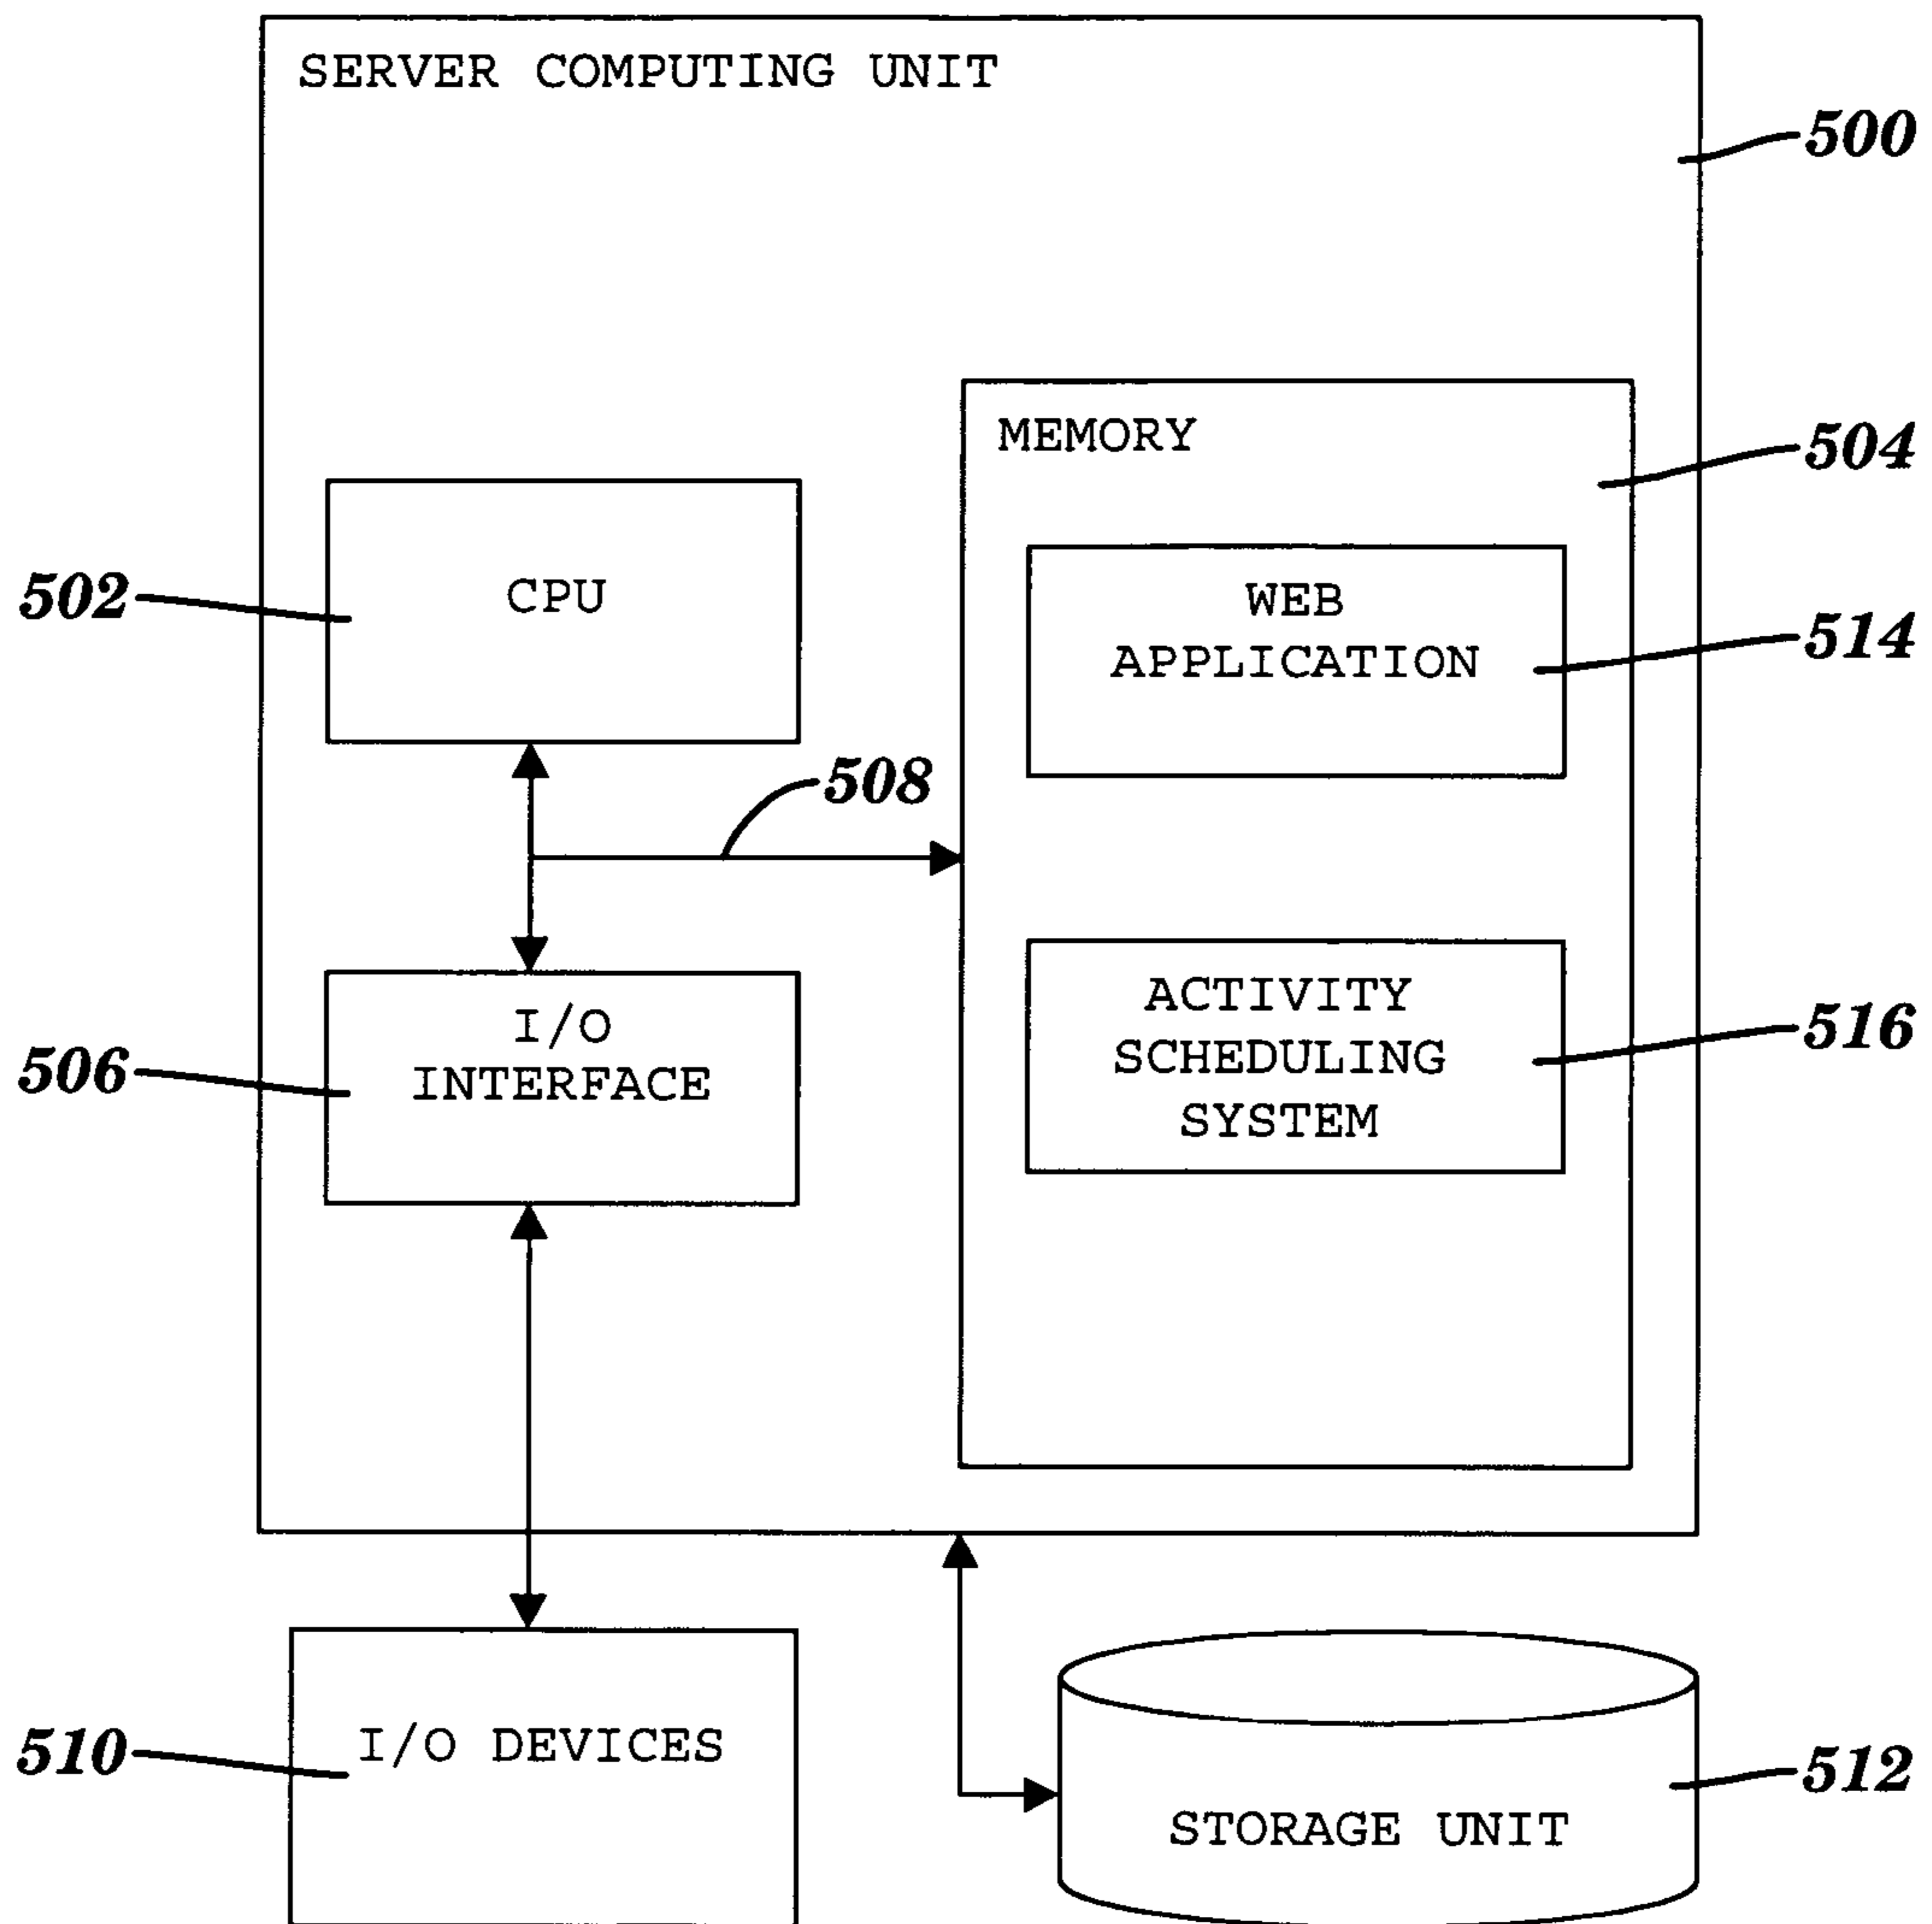 SERVER COMPUTING UNIT
500
MEMORY
504
502
CPU
WEB
APPLICATION
514
508
ACTIVITY
SCHEDULING
SYSTEM
516
I/O
INTERFACE
506
510
I/O DEVICES
512
STORAGE UNIT